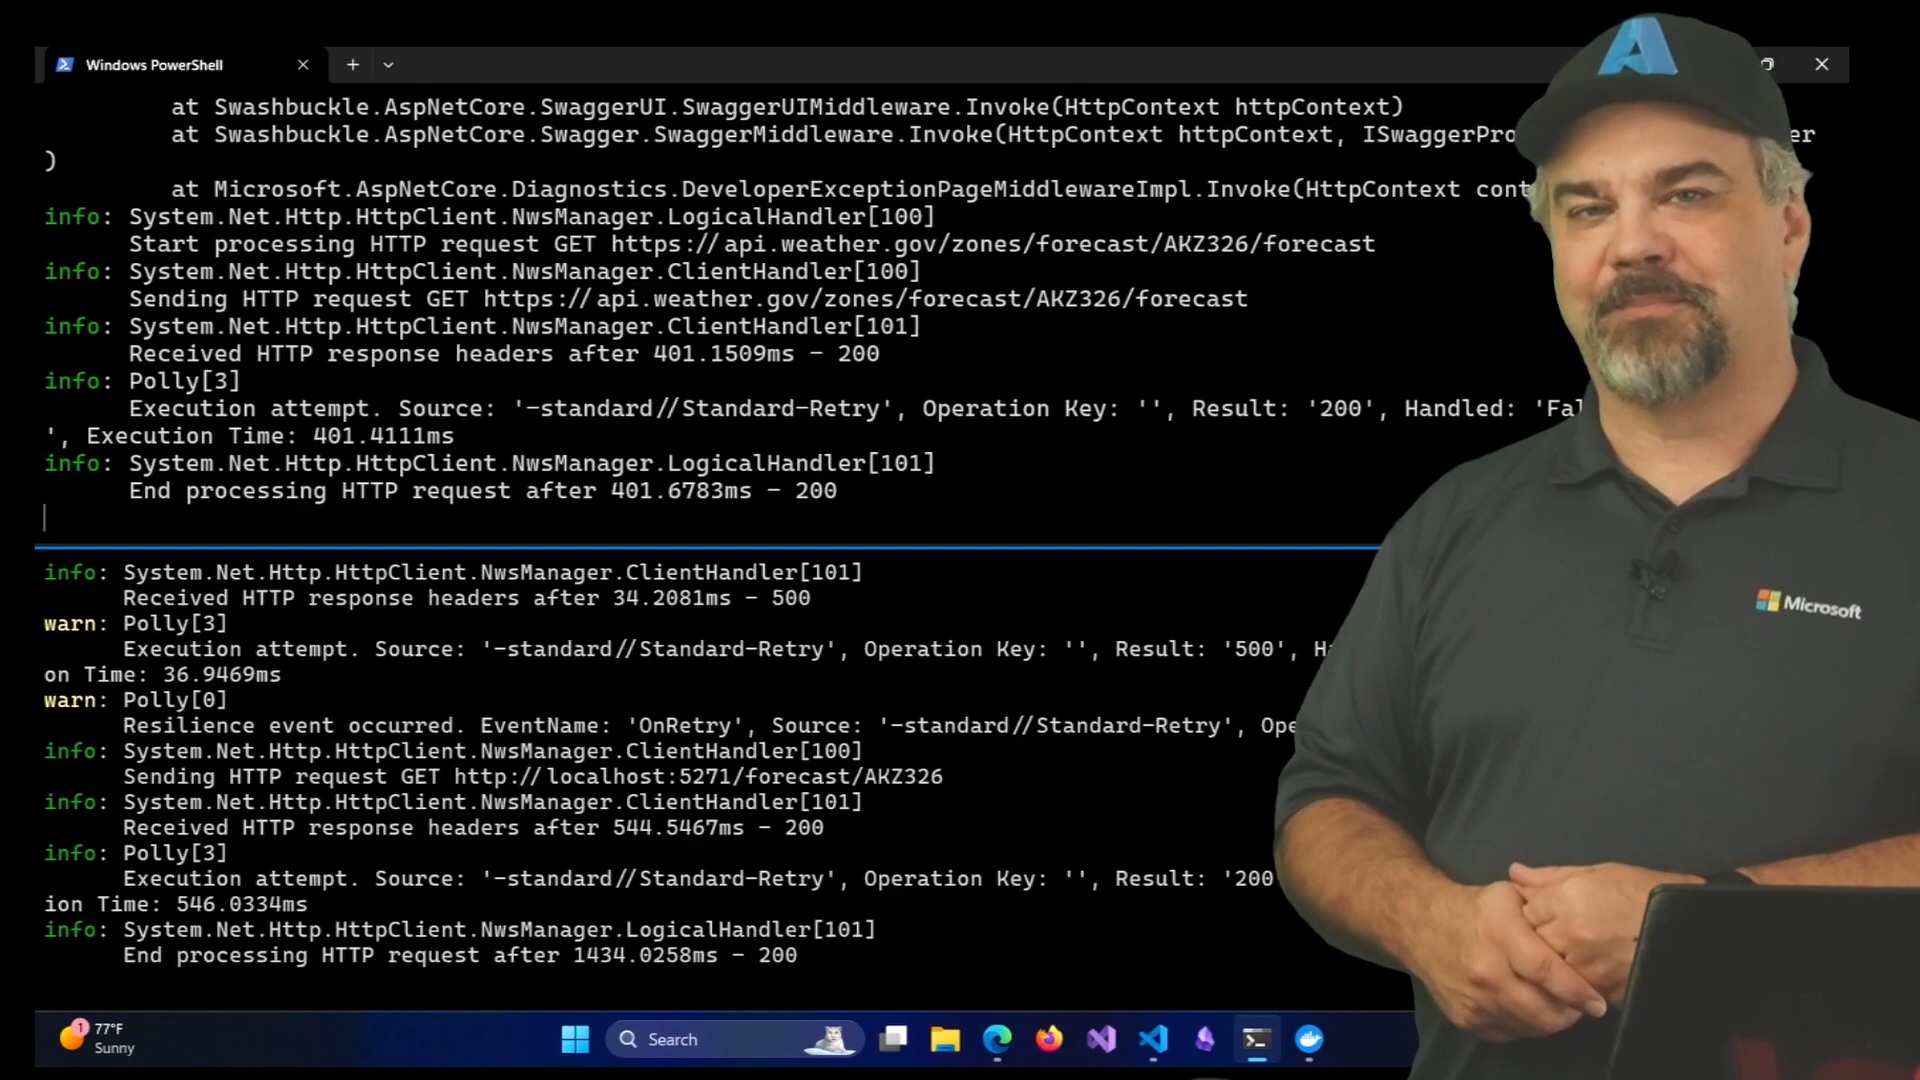 Windows PowerShell
at Swashbuckle.AspNetCore.SwaggerUI.SwaggerUIMiddleware.Invoke(HttpContext httpContext)
at Swashbuckle.AspNetCore.Swagger.SwaggerMiddleware.Invoke(HttpContext httpContext, ISwaggerPro er
)
at Microsoft.AspNetCore.Diagnostics.DeveloperExceptionPageMiddlewareImpl.Invoke(HttpContext cont
info: System.Net.Http.HttpClient.NwsManager.LogicalHandler[100]
Start processing HTTP request GET https://api.weather.gov/zones/forecast/AKZ326/forecast
info: System.Net.Http.HttpClient.NwsManager.ClientHandler[100]
Sending HTTP request GET https://api.weather.gov/zones/forecast/AKZ326/forecast
info: System.Net.Http.HttpClient.NwsManager.ClientHandler[101]
Received HTTP response headers after 401.1509ms - 200
info: Polly[3]
Execution attempt. Source: '-standard//Standard-Retry', Operation Key: '', Result: '200', Handled: 'Fal
', Execution Time: 401.4111ms
info: System.Net.Http.HttpClient.NwsManager.LogicalHandler[101]
End processing HTTP request after 401.6783ms - 200
info: System.Net.Http.HttpClient.NwsManager.ClientHandler[101]
Received HTTP response headers after 34.2081ms - 500
warn: Polly[3]
Execution attempt. Source: '-standard//Standard-Retry', Operation Key: '', Result: '500', Ha
on Time: 36.9469ms
warn: Polly[0]
Resilience event occurred. EventName: 'OnRetry', Source: '-standard//Standard-Retry', Ope
info: System.Net.Http.HttpClient.NwsManager.ClientHandler[100]
Sending HTTP request GET http://localhost:5271/forecast/AKZ326
info: System.Net.Http.HttpClient.NwsManager.ClientHandler[101]
Received HTTP response headers after 544.5467ms - 200
info: Polly[3]
Execution attempt. Source: '-standard//Standard-Retry', Operation Key: '', Result: '200
ion Time: 546.0334ms
info: System.Net.Http.HttpClient.NwsManager.LogicalHandler[101]
End processing HTTP request after 1434.0258ms - 200
Microsoft
1
77°F
Sunny
Search